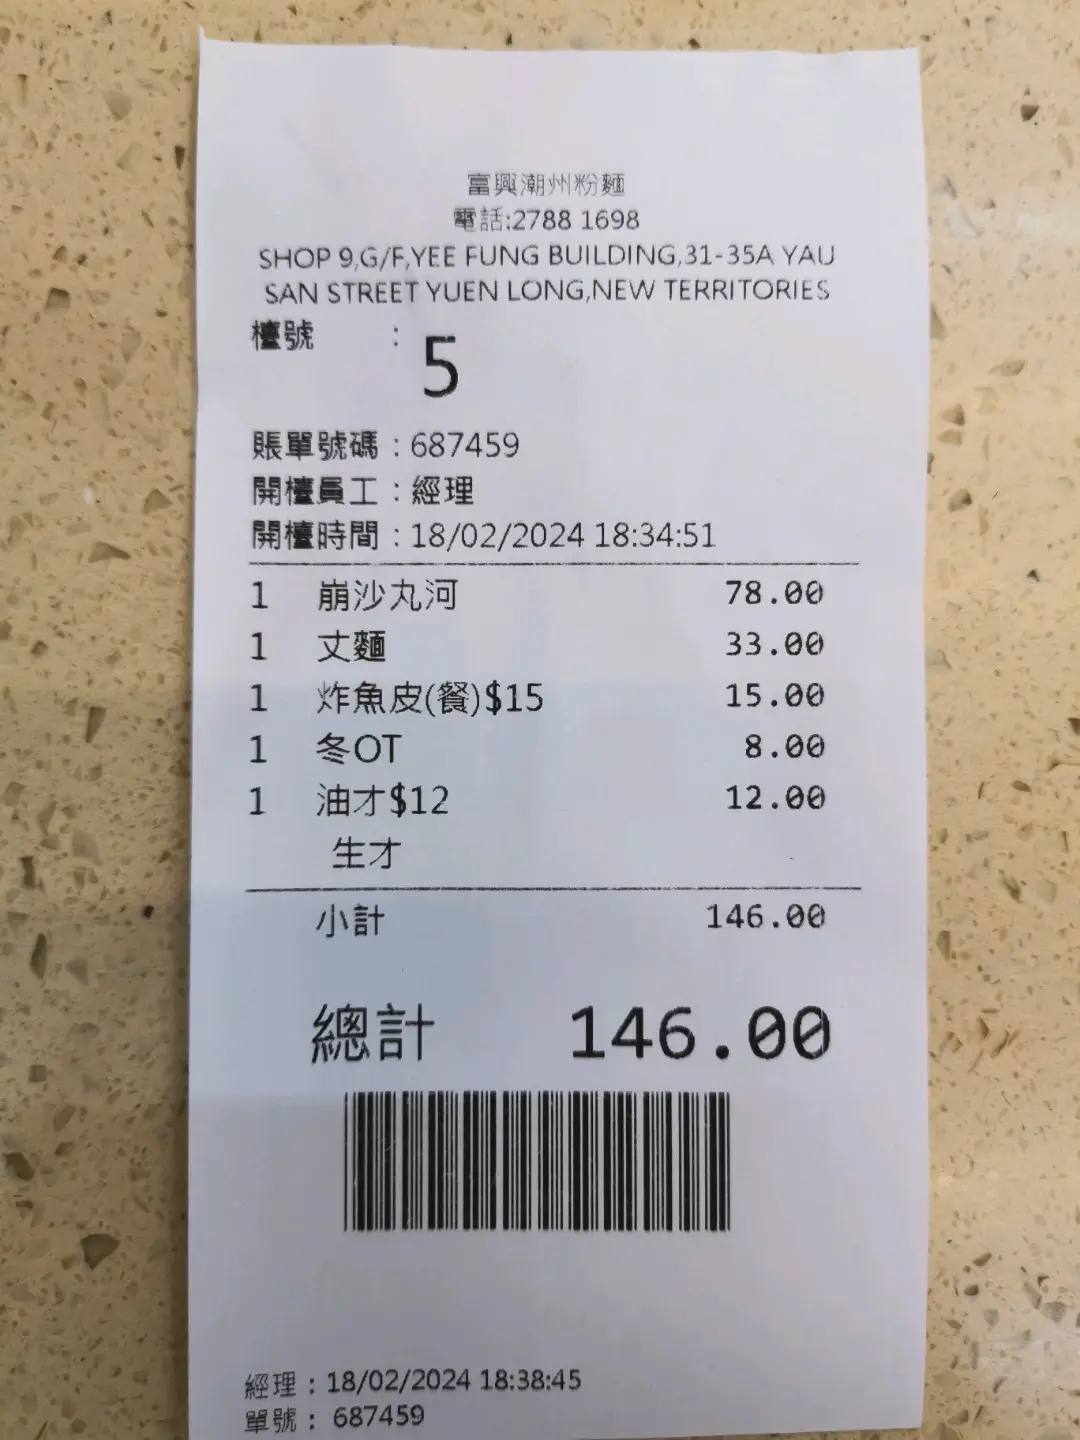 富興潮州粉麵
電話:2788 1698
SHOP 9,G/F,YEE FUNG BUILDING,31-35A YAU
SAN STREET YUEN LONG,NEW TERRITORIES
檯號 : 5
賬單號碼 : 687459
開檯員工 : 經理
開檯時間 : 18/02/2024 18:34:51
1 崩沙丸河 78.00
1 丈麵 33.00
1 炸魚皮(餐)$15 15.00
1 冬OT 8.00
1 油才$12 12.00
生才
小計 146.00
總計 146.00
經理 : 18/02/2024 18:38:45
單號 : 687459